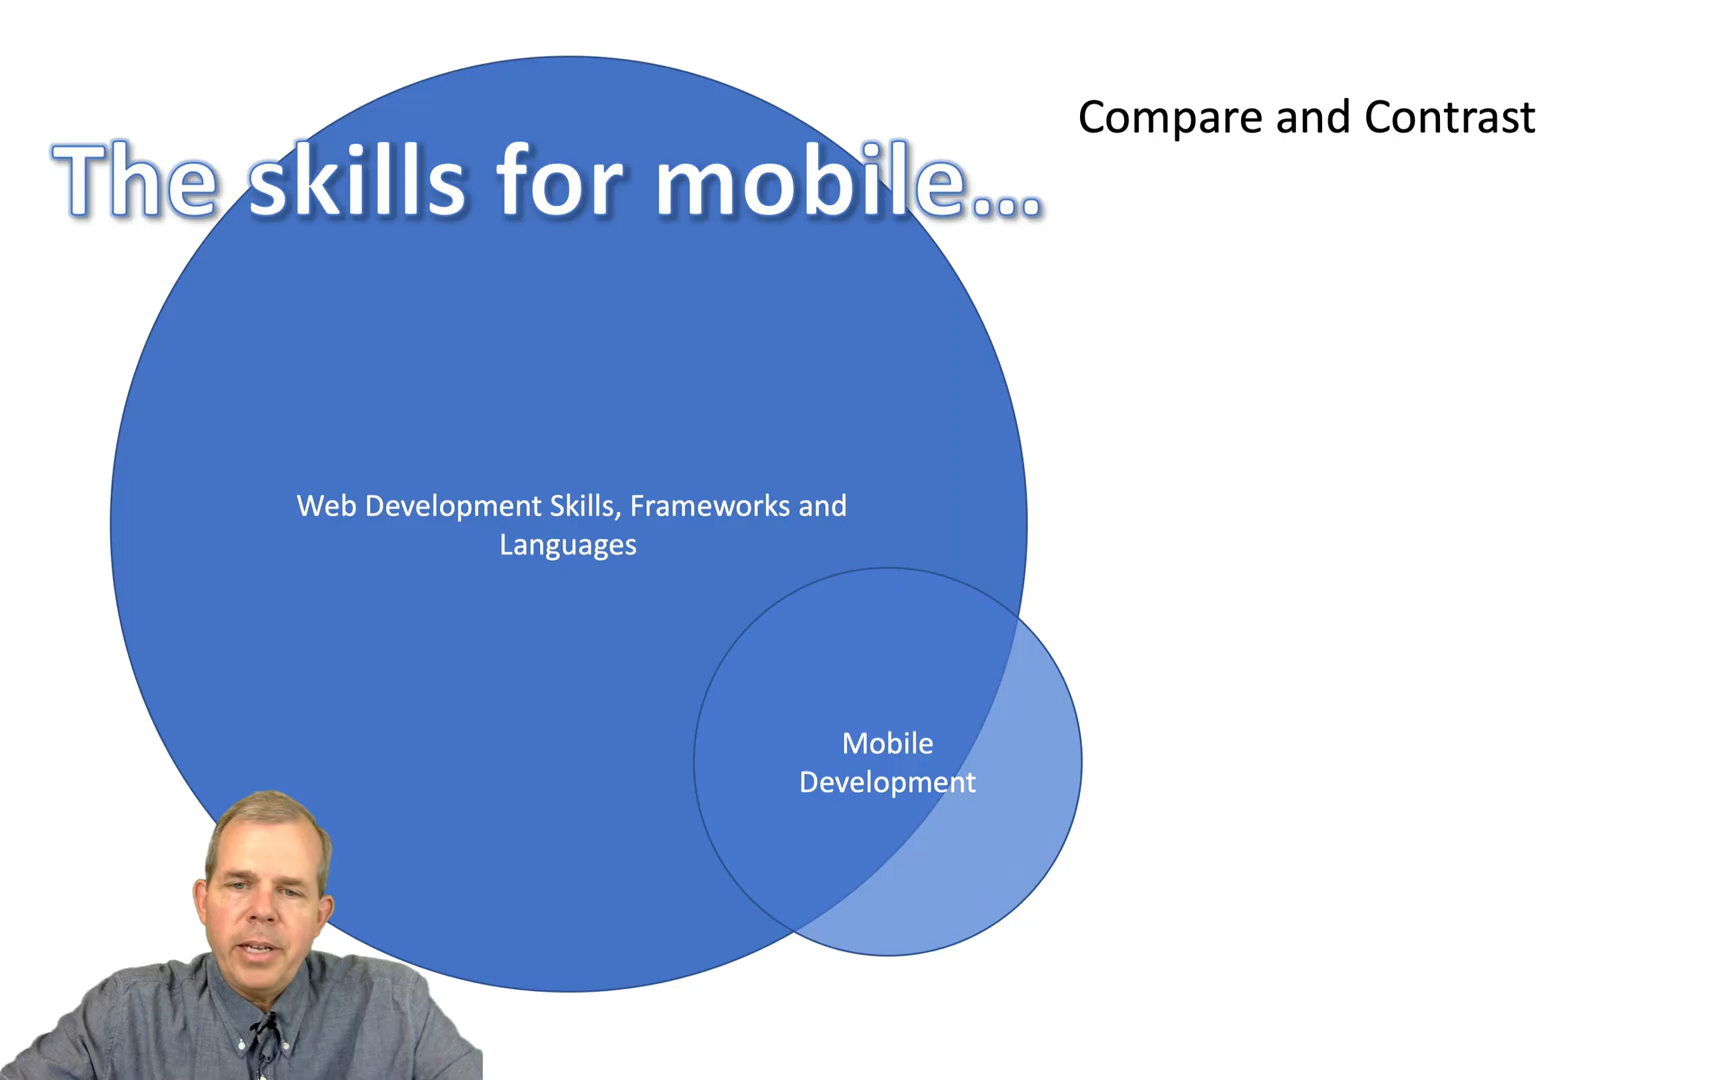 Compare and Contrast
The skills for mobile...
Web Development Skills, Frameworks and
Languages
Mobile
Development